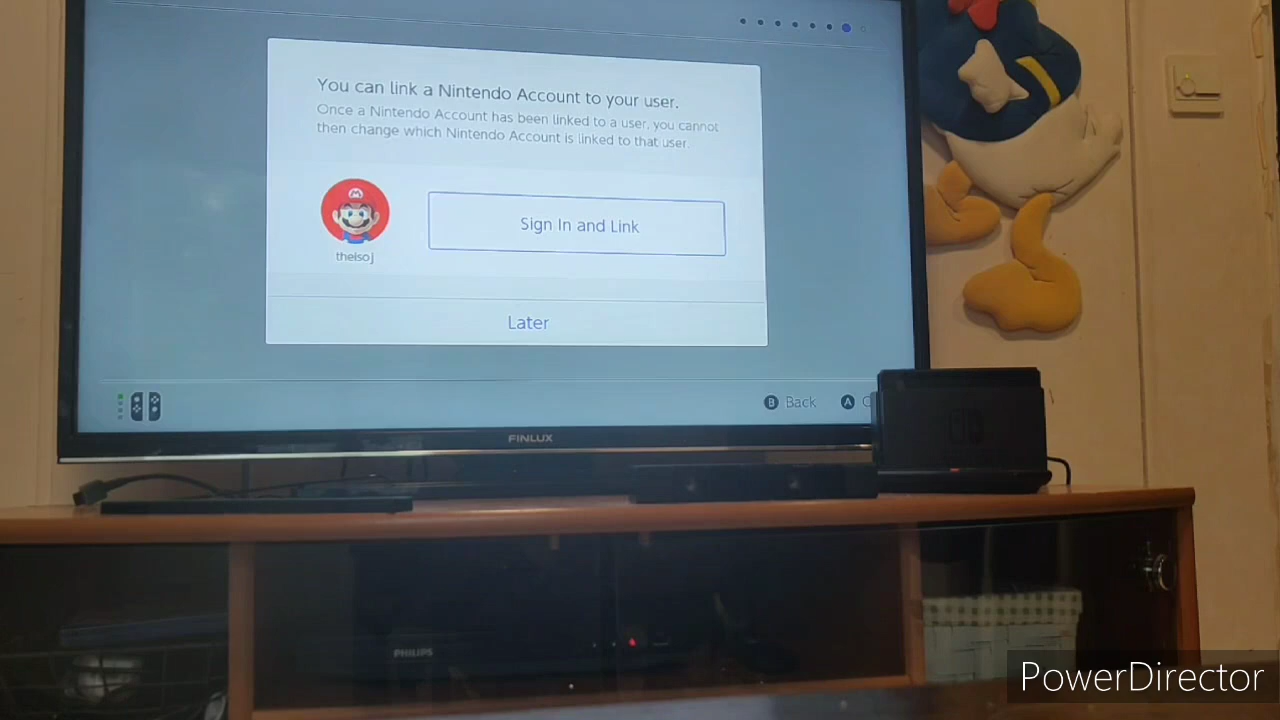 You can link a Nintendo Account to your user.
Once a Nintendo Account has been linked to a user, you cannot
then change which Nintendo Account is linked to that user.
Sign In and Link
thelsoj
Later
B Back A
FINLUX
PHILIPS
PowerDirector